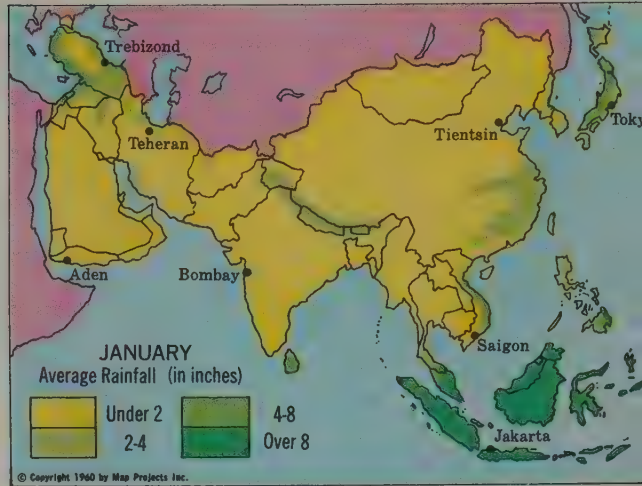 Trebizond
Tokyo
Tientsin
Teheran
Aden
Bombay
Saigon
JANUARY
Average Rainfall (in inches)
Under 2
4-8
2-4
Over 8
Jakarta
© Copyright 1960 by Map Projects Inc.